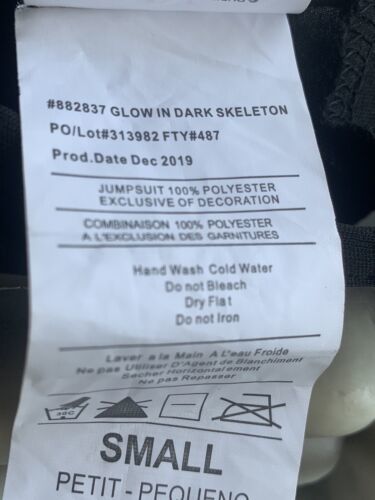 #882837 GLOW IN DARK SKELETON
PO/Lot#313982 FTY#487
Prod.Date Dec 2019
JUMPSUIT 100% POLYESTER
EXCLUSIVE OF DECORATION
COMBINAISON 100% POLYESTER
A L'EXCLUSION DES GARNITURES
Hand Wash Cold Water
Do not Bleach
Dry Flat
Do not Iron
Laver a la Main A L'eau Froide
Ne pas Utiliser D'Agent de Blanchiment
Secher Horizontalement
Ne pas Repasser
30C
SMALL
PETIT - PEQUENO